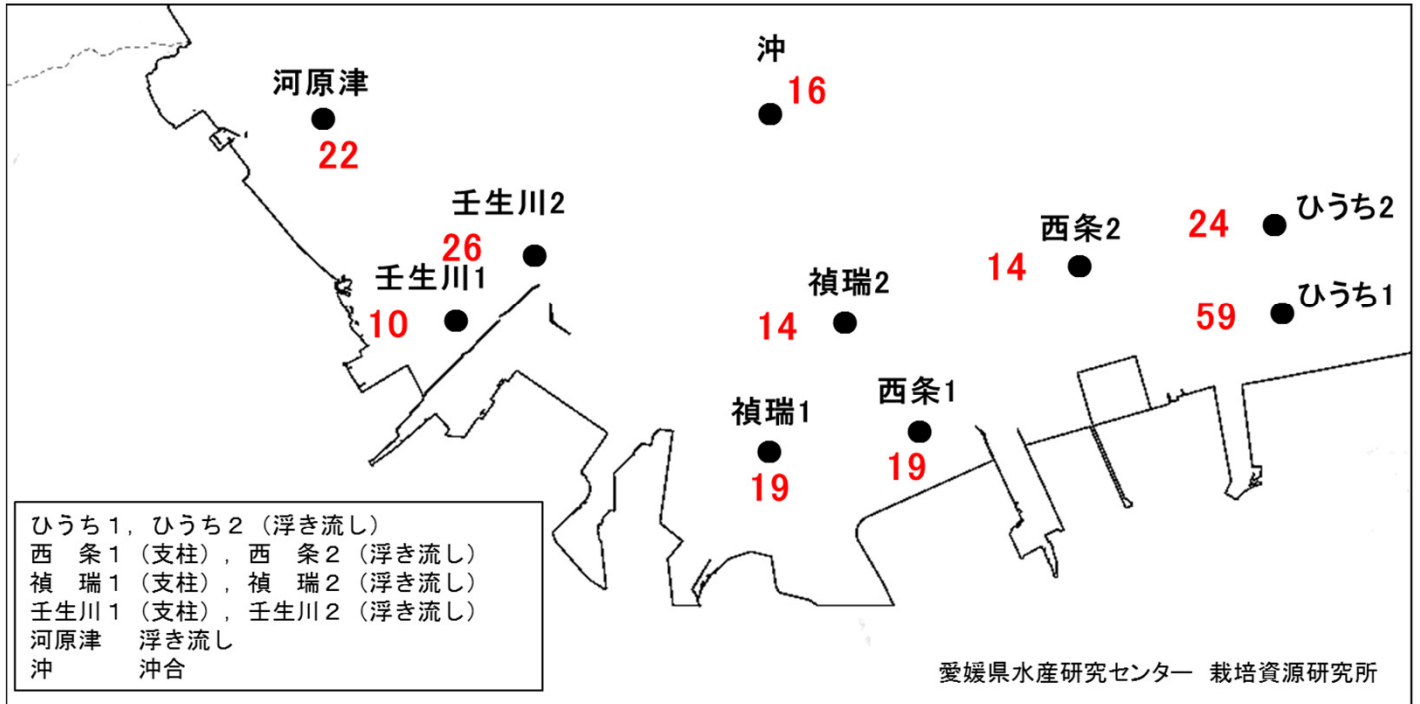 沖
16
河原津
22
壬生川2
26
壬生川1
10
西条2
14
ひうち2
24
ひうち1
59
禎瑞2
14
西条1
19
禎瑞1
19
ひうち１，ひうち２（浮き流し）
西　条１（支柱），西　条２（浮き流し）
禎　瑞１（支柱），禎　瑞２（浮き流し）
壬生川１（支柱），壬生川２（浮き流し）
河原津　　浮き流し
沖　　　　沖合
愛媛県水産研究センター　栽培資源研究所